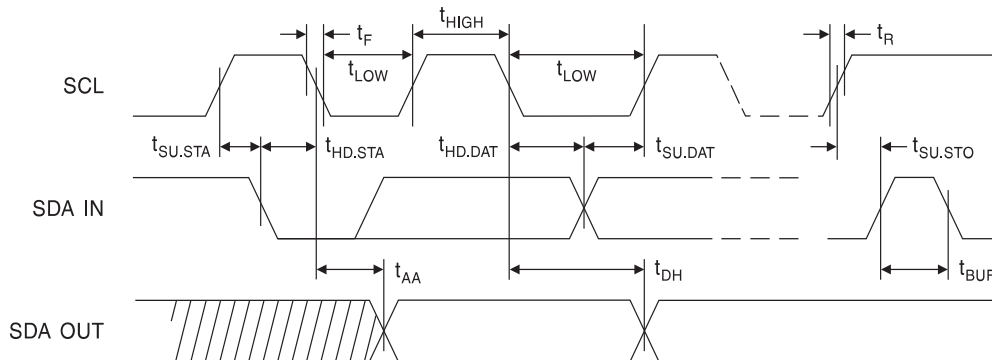 tF
tHIGH
tR
tLOW
tLOW
SCL
tSU.STA
tHD.STA
tHD.DAT
tSU.DAT
tSU.STO
SDA IN
tAA
tDH
tBUF
SDA OUT